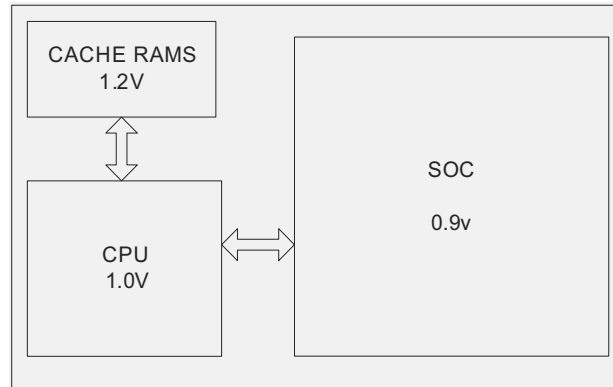 CACHE RAMS
1.2V
CPU
1.0V
SOC
0.9v